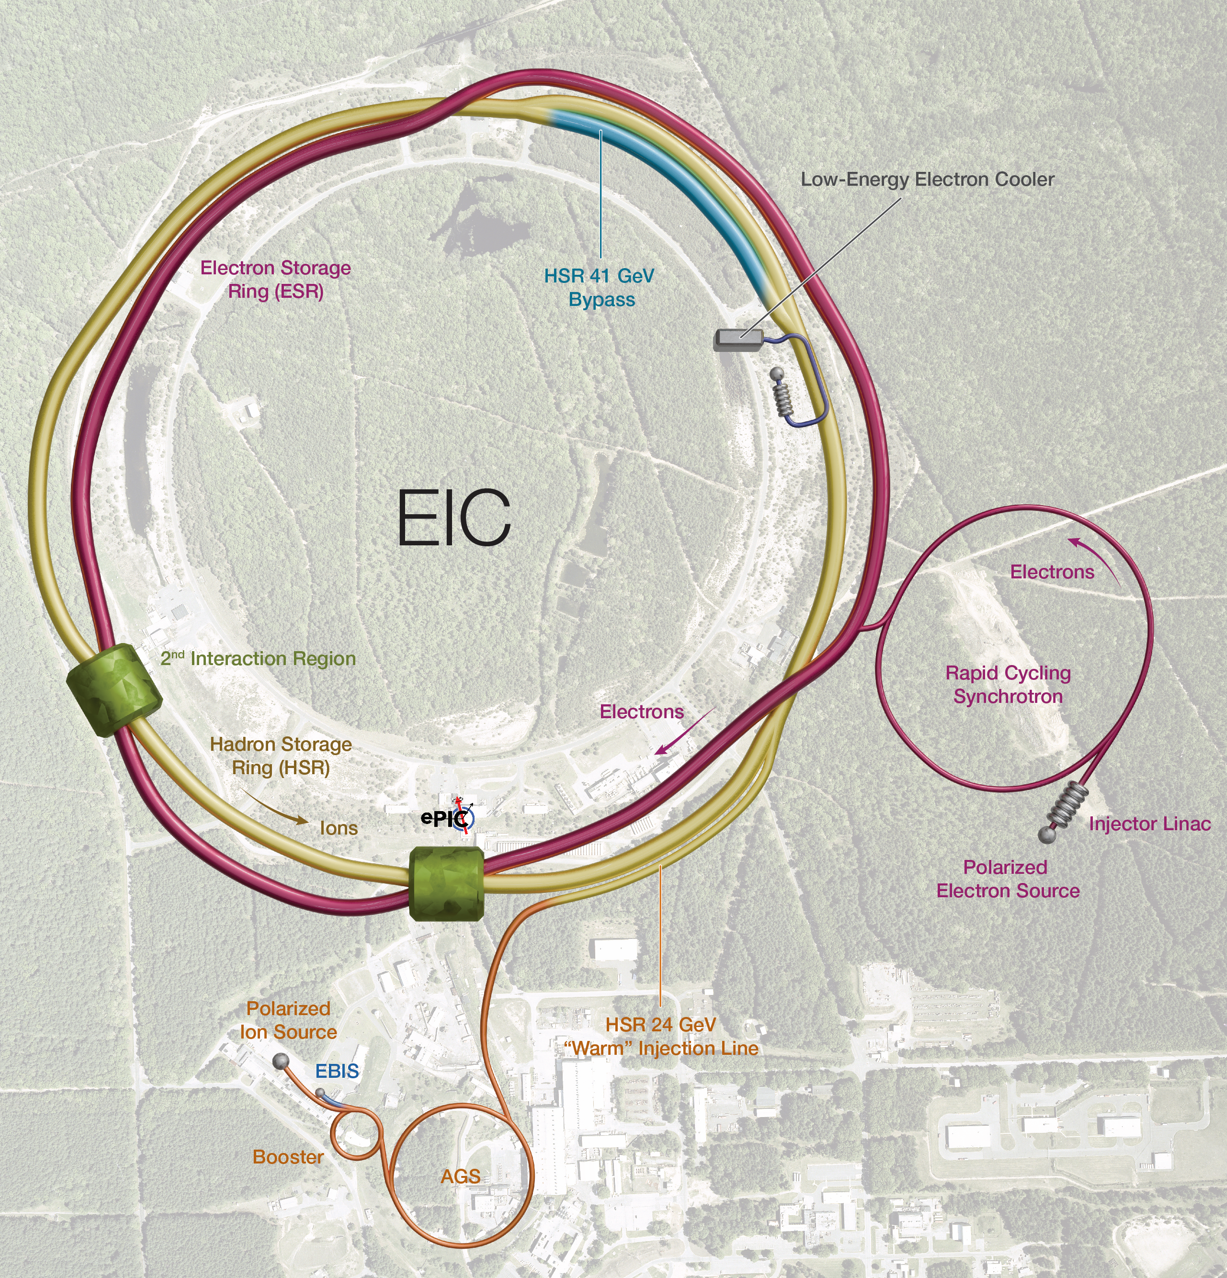 Low-Energy Electron Cooler
Electron Storage
Ring (ESR)
HSR 41 GeV
Bypass
EIC
Electrons
Rapid Cycling
Synchrotron
2nd Interaction Region
Electrons
Hadron Storage
Ring (HSR)
Ions
ePIC
Injector Linac
Polarized
Electron Source
Polarized
Ion Source
HSR 24 GeV
“Warm” Injection Line
EBIS
Booster
AGS